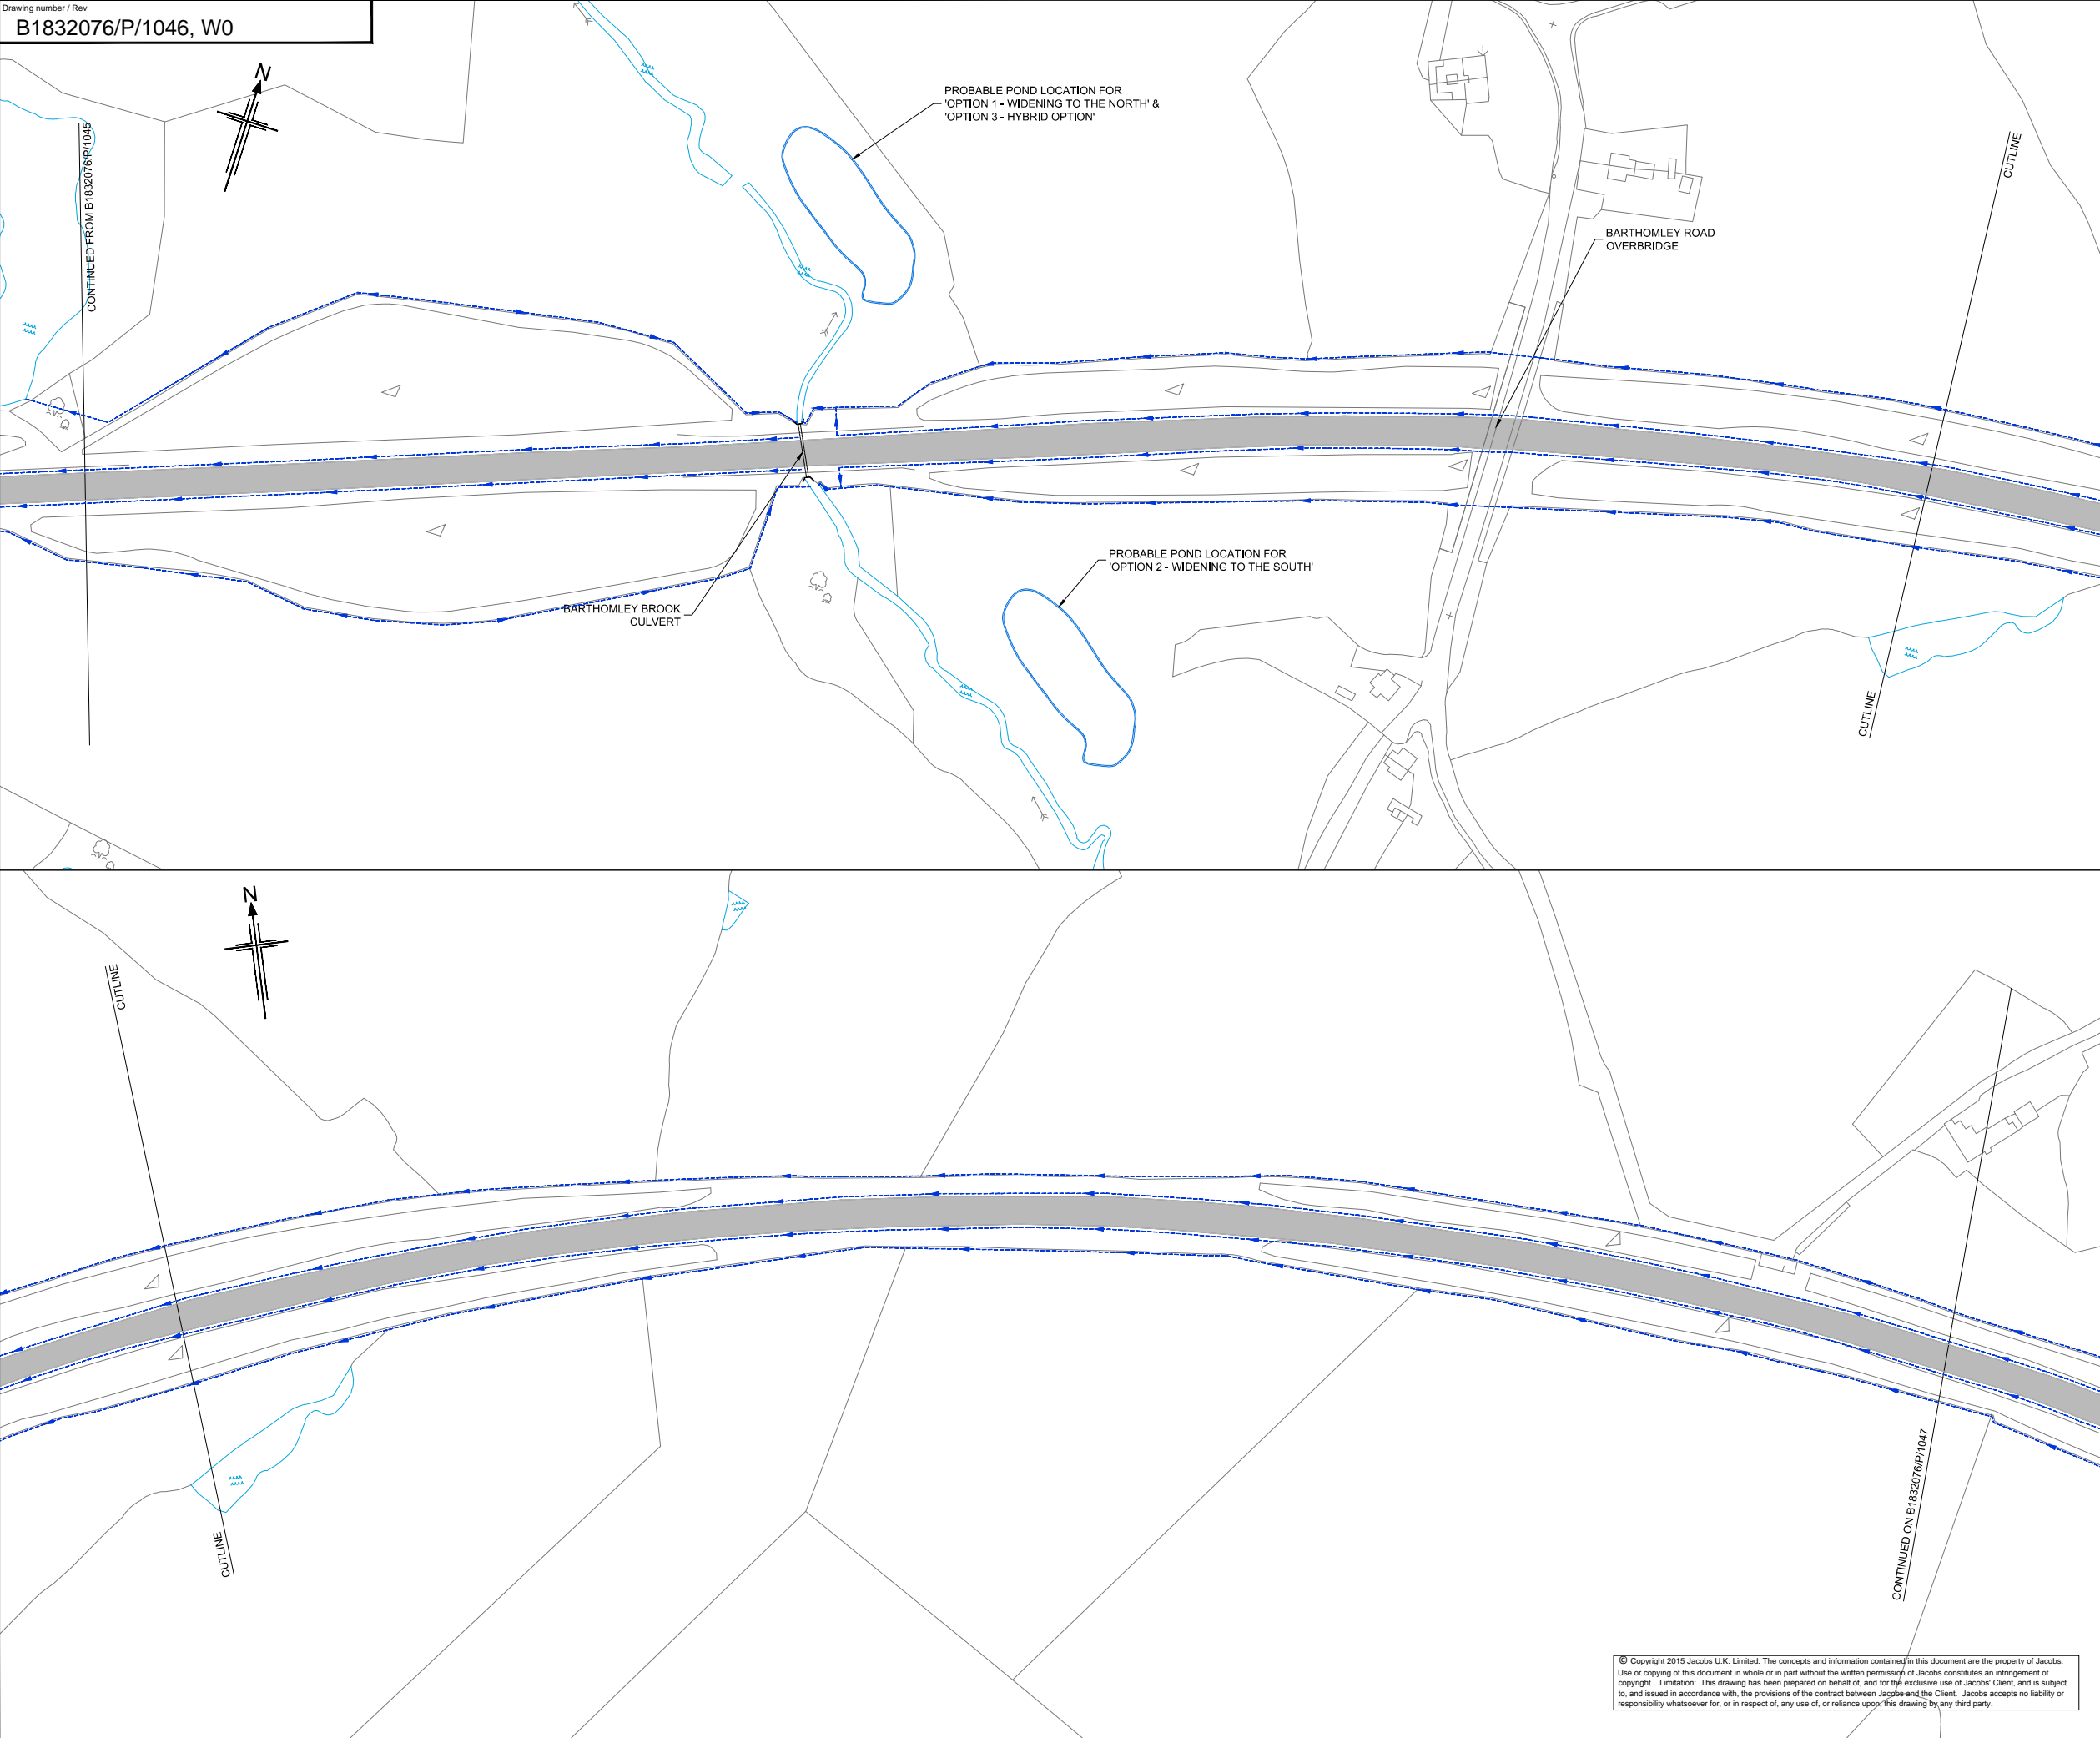 Drawing number / Rev
B1832076/P/1046, W0
N
CONTINUED FROM B1832076/P/1045
PROBABLE POND LOCATION FOR
'OPTION 1 - WIDENING TO THE NORTH' &
'OPTION 3 - HYBRID OPTION'
BARTHOMLEY ROAD
OVERBRIDGE
CUTLINE
PROBABLE POND LOCATION FOR
'OPTION 2 - WIDENING TO THE SOUTH'
BARTHOMLEY BROOK
CULVERT
CUTLINE
N
CUTLINE
CUTLINE
CONTINUED ON B1832076/P/1047
© Copyright 2015 Jacobs U.K. Limited. The concepts and information contained in this document are the property of Jacobs.
Use or copying of this document in whole or in part without the written permission of Jacobs constitutes an infringement of
copyright. Limitation: This drawing has been prepared on behalf of, and for the exclusive use of Jacobs' Client, and is subject
to, and issued in accordance with, the provisions of the contract between Jacobs and the Client. Jacobs accepts no liability or
responsibility whatsoever for, or in respect of, any use of, or reliance upon, this drawing by any third party.